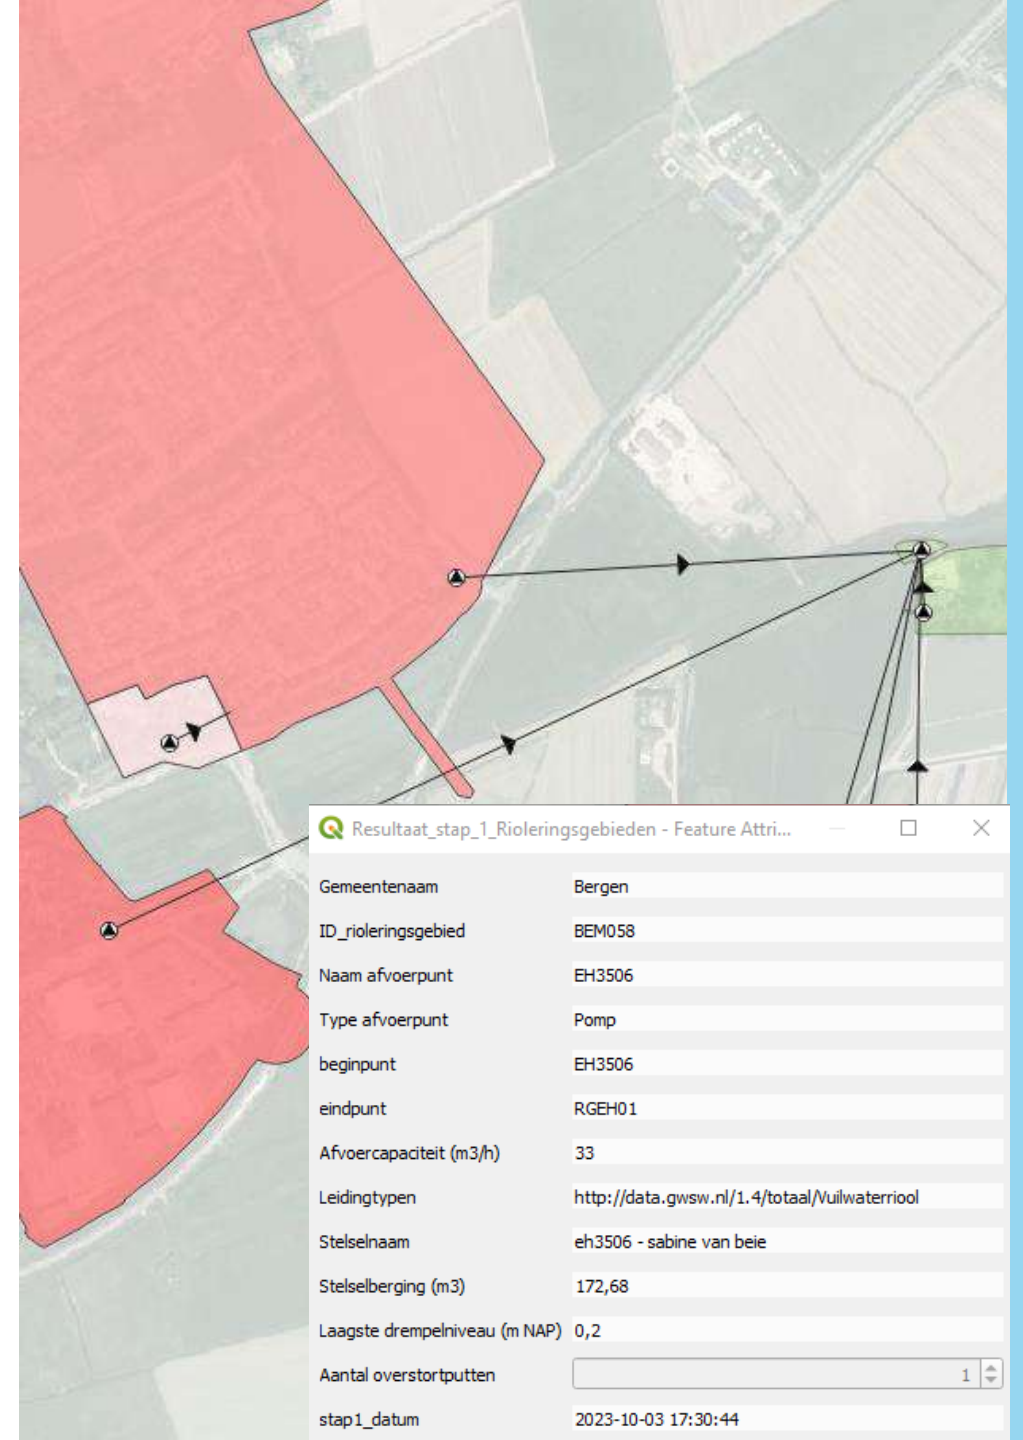 Resultaat_stap_1_Rioleringsgebieden - Feature Attri...
Gemeentenaam Bergen
ID_rioleringsgebied BEM058
Naam afvoerpunt EH3506
Type afvoerpunt Pomp
beginpunt EH3506
eindpunt RGEH01
Afvoercapaciteit (m3/h) 33
Leidingtypen http://data.gwsw.nl/1.4/totaal/Vuilwaterriool
Stelselnaam eh3506 - sabine van beie
Stelselberging (m3) 172,68
Laagste drempelniveau (m NAP) 0,2
Aantal overstortputten 1
stap1_datum 2023-10-03 17:30:44